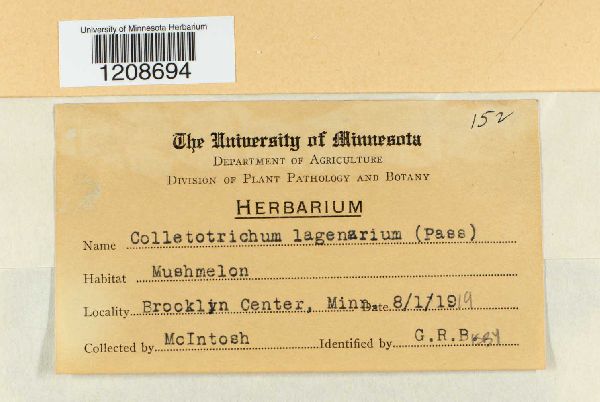 University of Minnesota Herbarium
1208694
152
The University of Minnesota
DEPARTMENT OF AGRICULTURE
DIVISION OF PLANT PATHOLOGY AND BOTANY
HERBARIUM
Name Colletotrichum lagenarium (Pass)
Habitat Mushmelon
Locality Brooklyn Center, Minn Date 8/1/1919
Collected by McIntosh Identified by G.R.B